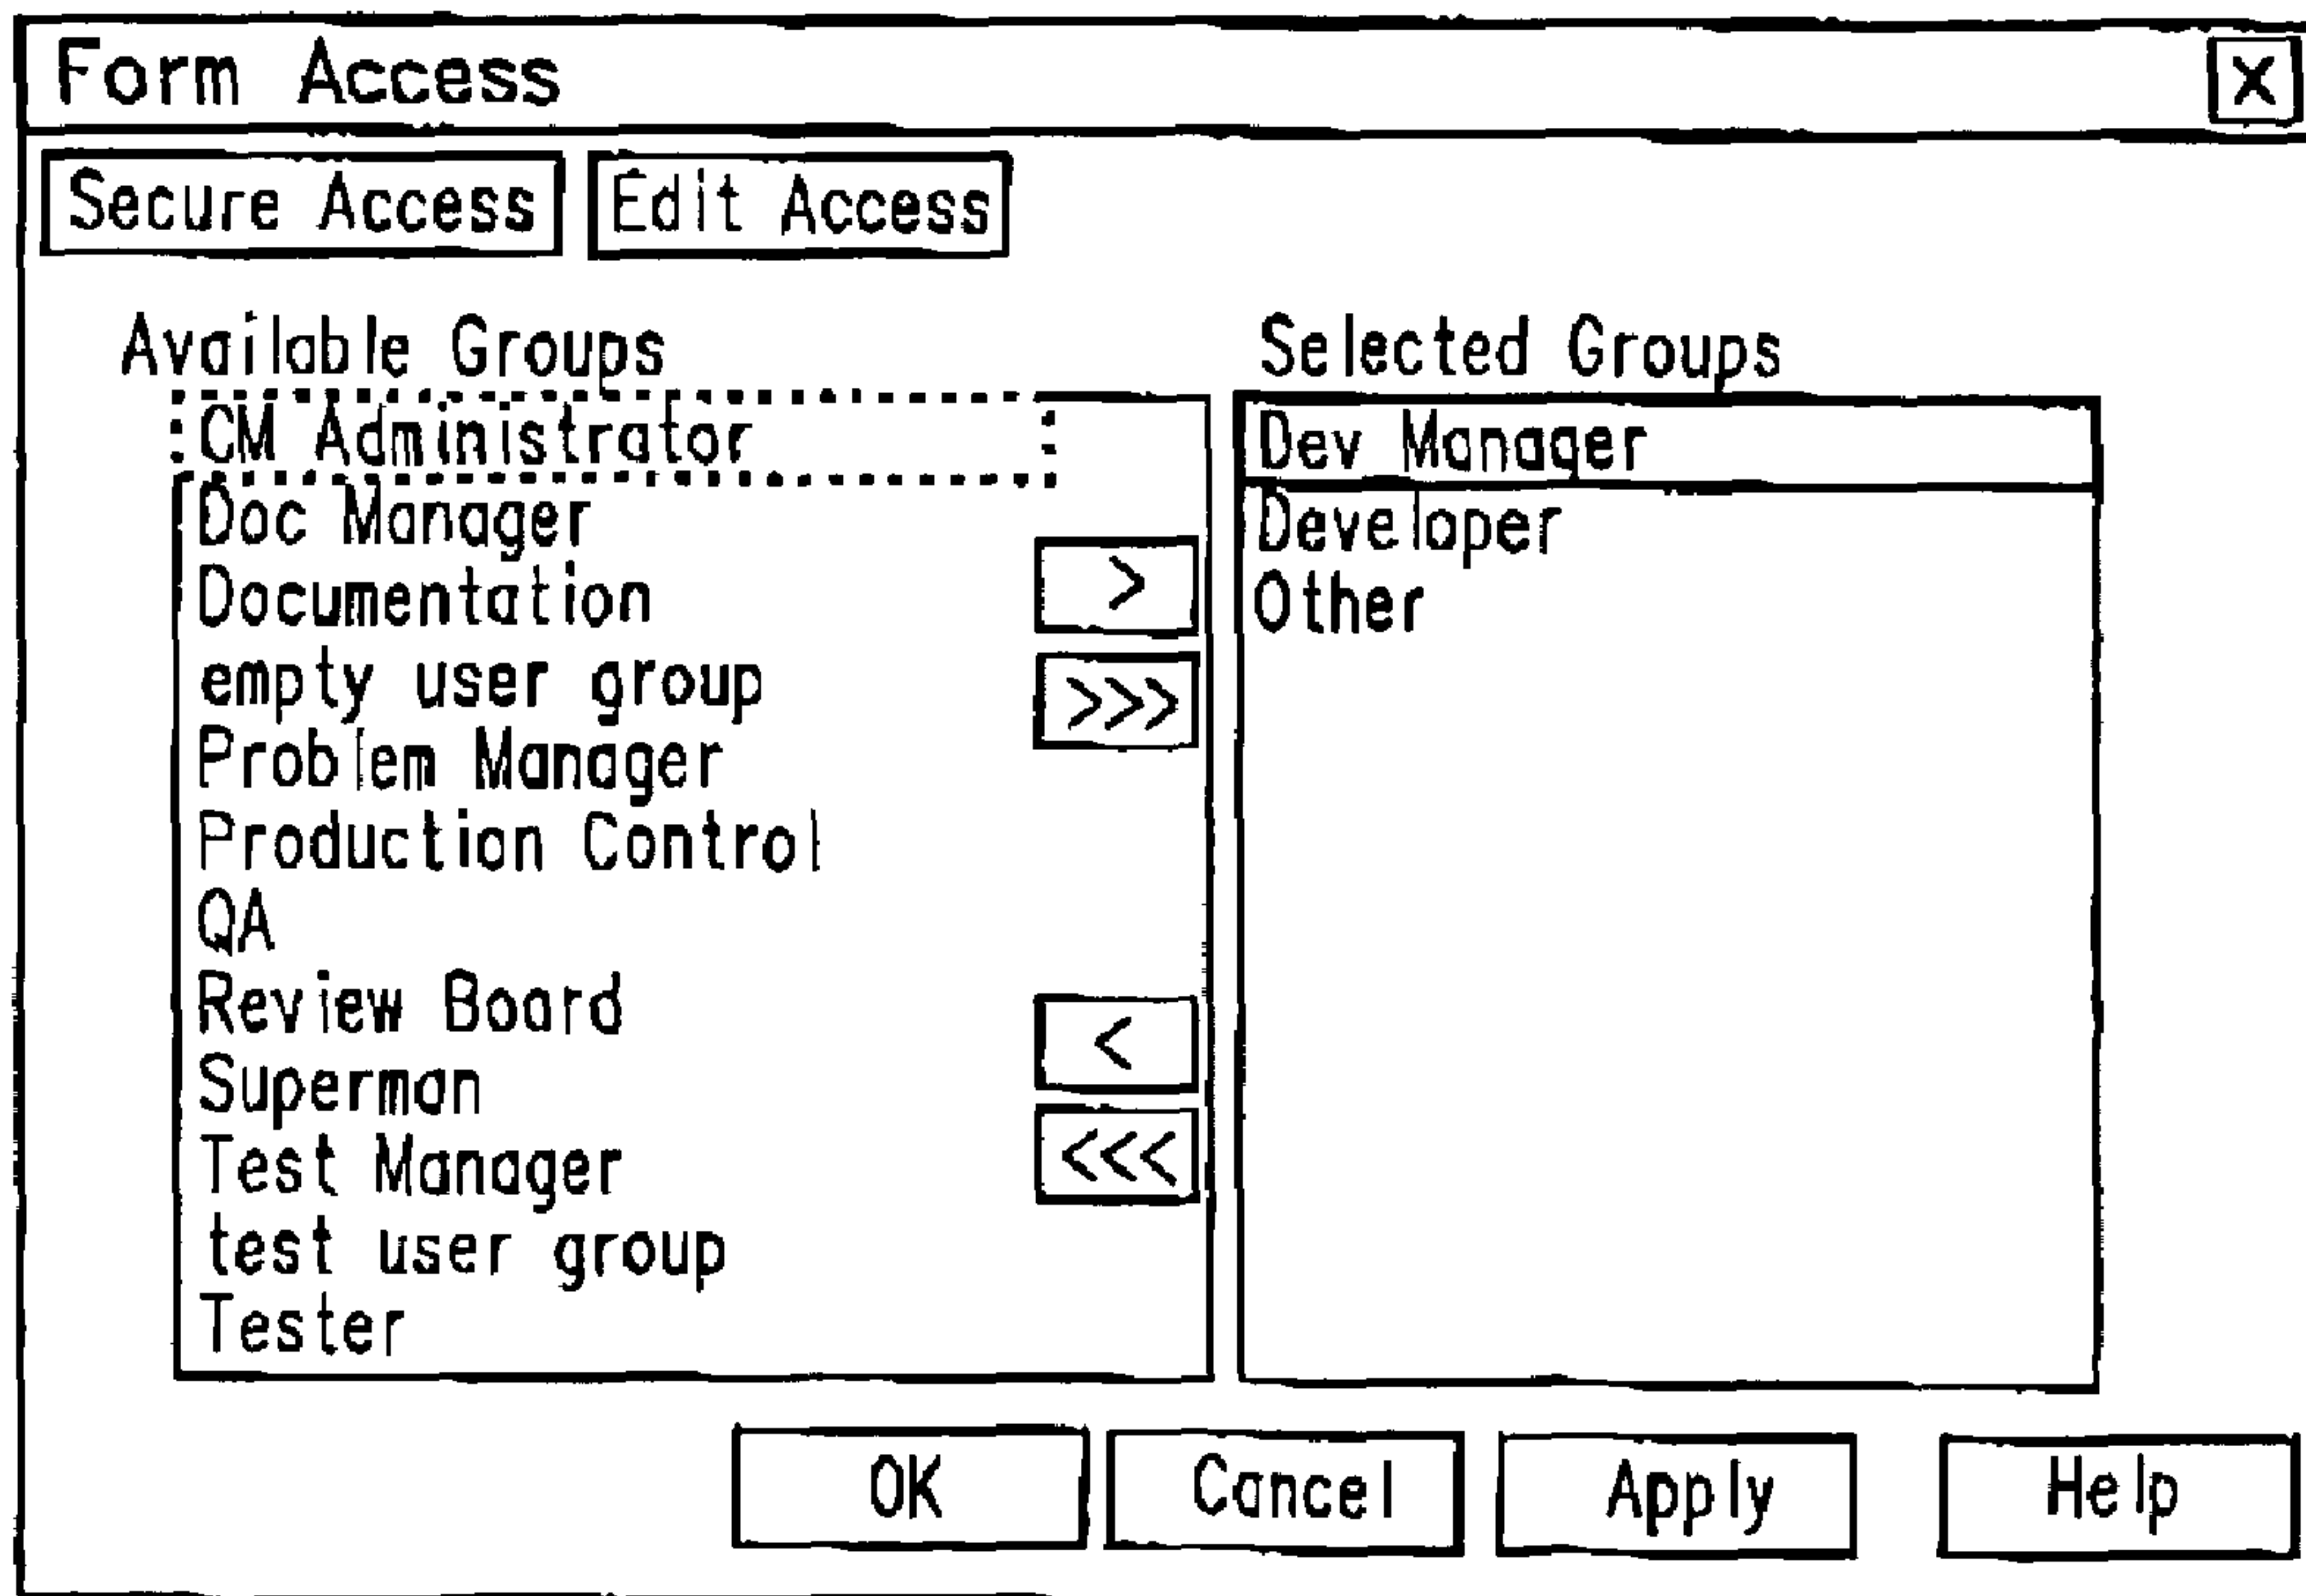 Form Access
X
Secure Access
Edit Access
Available Groups
CM Administrator
Doc Manager
Documentation
empty user group
Problem Manager
Production Control
QA
Review Board
Superman
Test Manager
test user group
Tester
>
>>>
<
<<<
Selected Groups
Dev Manager
Developer
Other
OK
Cancel
Apply
Help